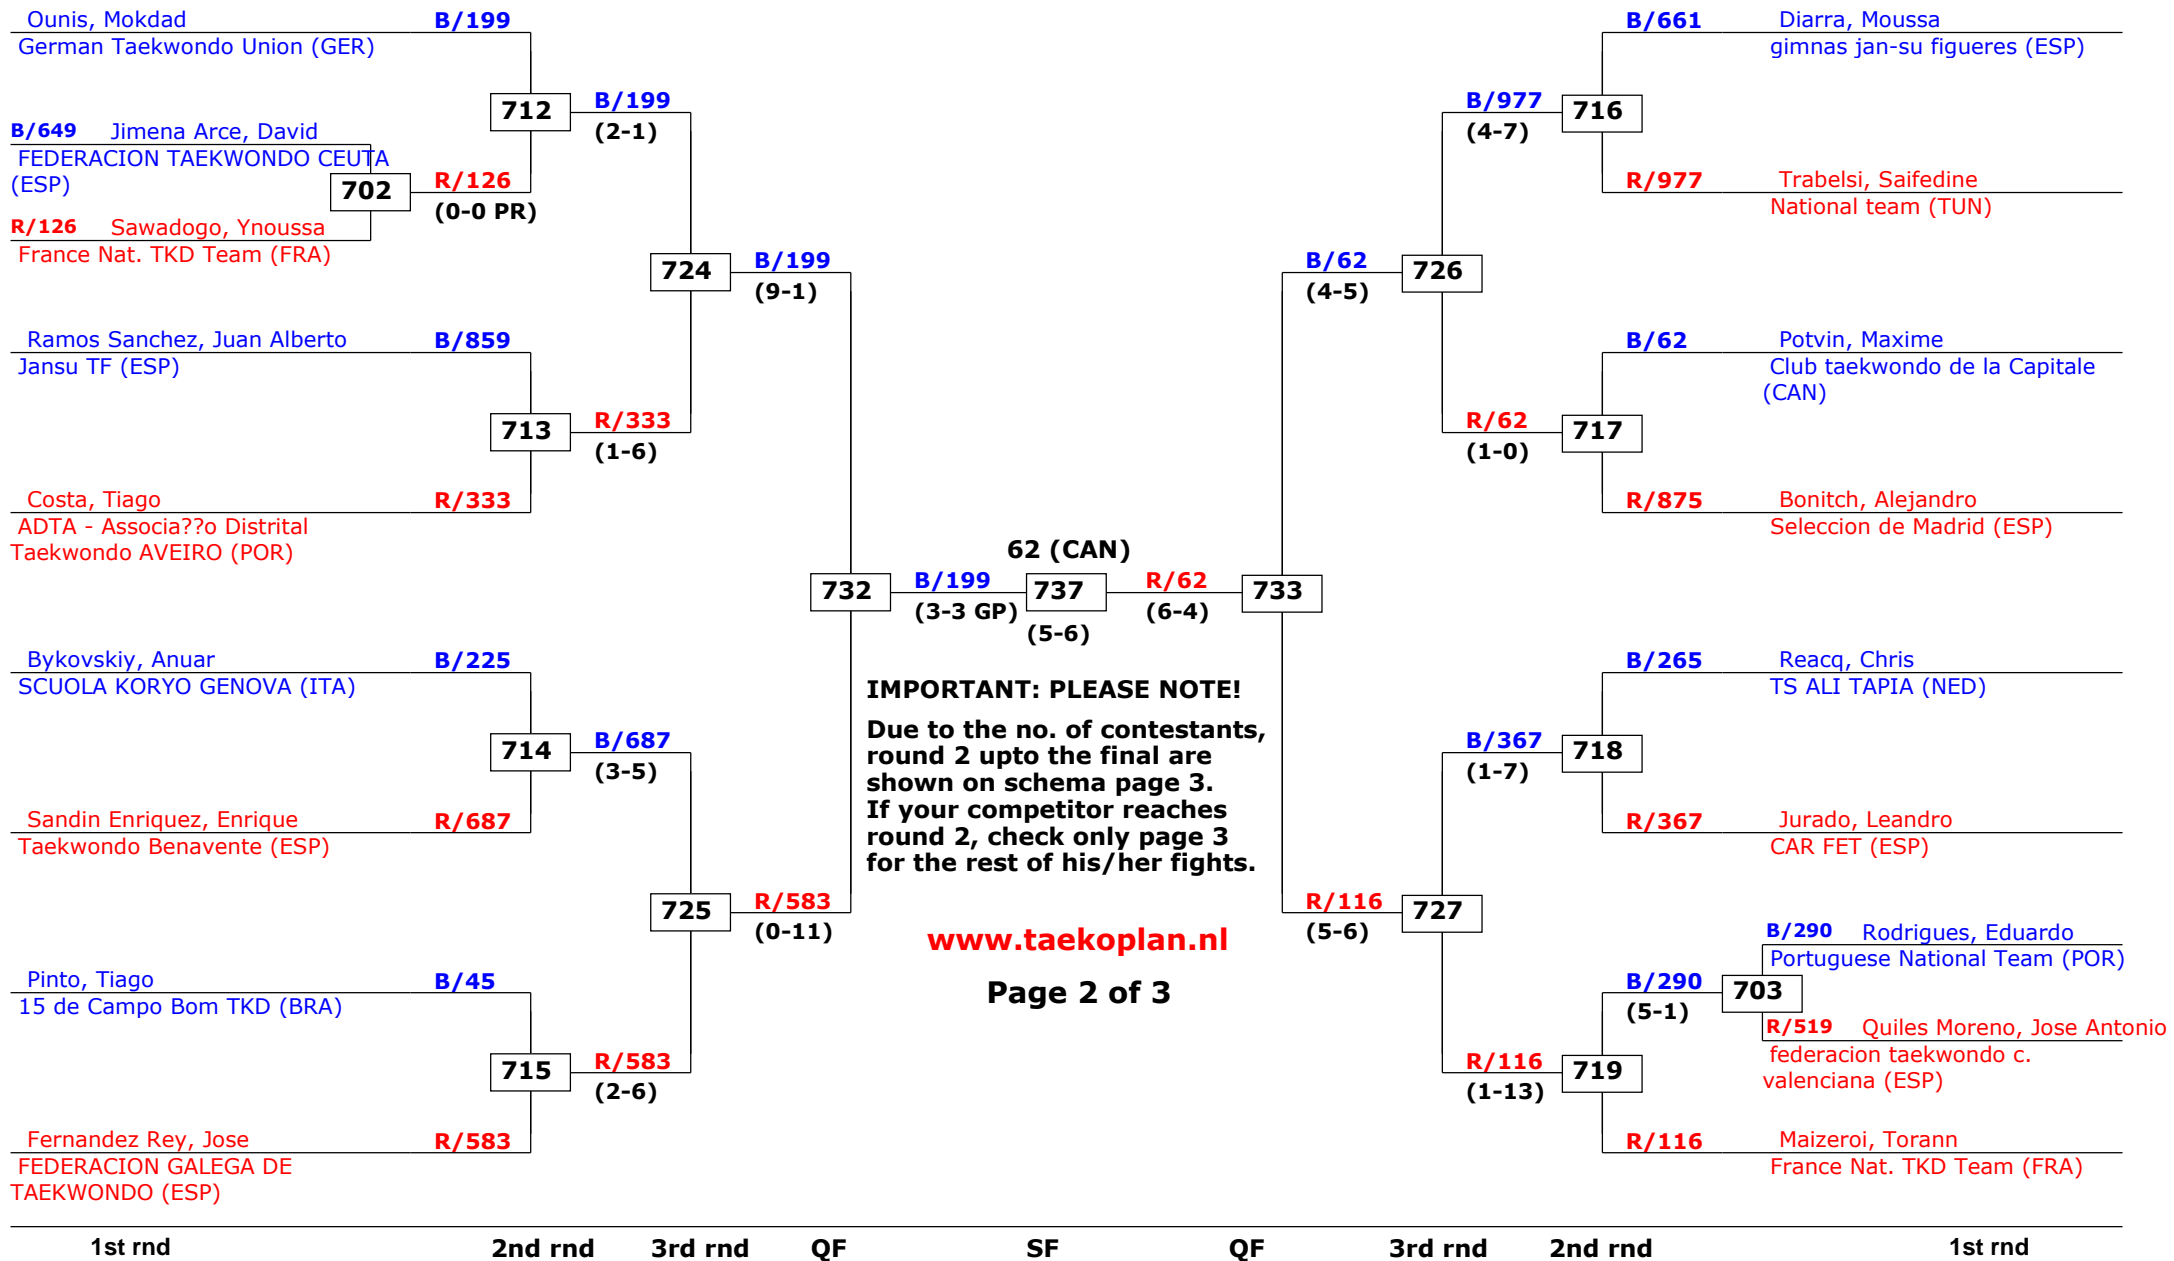 Ounis, Mokdad B/199
German Taekwondo Union (GER)
712
B/199
(2-1)
B/649 Jimena Arce, David
FEDERACION TAEKWONDO CEUTA
(ESP)
702
R/126
(0-0 PR)
R/126 Sawadogo, Ynoussa
France Nat. TKD Team (FRA)
724
B/199
(9-1)
Ramos Sanchez, Juan Alberto B/859
Jansu TF (ESP)
713
R/333
(1-6)
Costa, Tiago R/333
ADTA - Associa??o Distrital
Taekwondo AVEIRO (POR)
732
B/199
(3-3 GP)
Bykovskiy, Anuar B/225
SCUOLA KORYO GENOVA (ITA)
714
B/687
(3-5)
Sandin Enriquez, Enrique R/687
Taekwondo Benavente (ESP)
725
R/583
(0-11)
Pinto, Tiago B/45
15 de Campo Bom TKD (BRA)
715
R/583
(2-6)
Fernandez Rey, Jose R/583
FEDERACION GALEGA DE
TAEKWONDO (ESP)
62 (CAN)
737
(5-6)
IMPORTANT: PLEASE NOTE!
Due to the no. of contestants,
round 2 upto the final are
shown on schema page 3.
If your competitor reaches
round 2, check only page 3
for the rest of his/her fights.
www.taekoplan.nl
Page 2 of 3
R/62
(6-4)
733
B/661 Diarra, Moussa
gimnas jan-su figueres (ESP)
B/977
(4-7)
716
R/977 Trabelsi, Saifedine
National team (TUN)
B/62
(4-5)
726
B/62 Potvin, Maxime
Club taekwondo de la Capitale
(CAN)
R/62
(1-0)
717
R/875 Bonitch, Alejandro
Seleccion de Madrid (ESP)
B/265 Reacq, Chris
TS ALI TAPIA (NED)
B/367
(1-7)
718
R/367 Jurado, Leandro
CAR FET (ESP)
R/116
(5-6)
727
B/290 Rodrigues, Eduardo
Portuguese National Team (POR)
B/290
(5-1)
703
R/519 Quiles Moreno, Jose Antonio
federacion taekwondo c.
valenciana (ESP)
R/116
(1-13)
719
R/116 Maizeroi, Torann
France Nat. TKD Team (FRA)
1st rnd 2nd rnd 3rd rnd QF SF QF 3rd rnd 2nd rnd 1st rnd